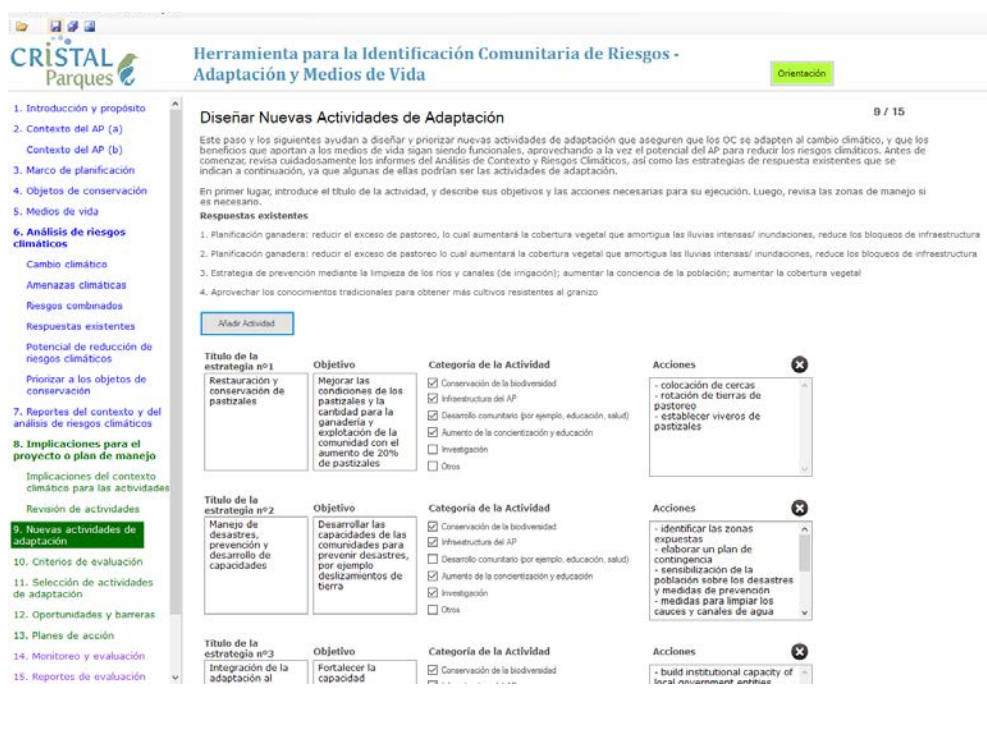 CRiSTAL
Parques
Herramienta para la Identificación Comunitaria de Riesgos -
Adaptación y Medios de Vida
Orientación
1. Introducción y propósito
2. Contexto del AP (a)
Contexto del AP (b)
3. Marco de planificación
4. Objetos de conservación
5. Medios de vida
6. Análisis de riesgos
climáticos
Cambio climático
Amenazas climáticas
Riesgos combinados
Respuestas existentes
Potencial de reducción de
riesgos climáticos
Priorizar a los objetos de
conservación
7. Reportes del contexto y del
análisis de riesgos climáticos
8. Implicaciones para el
proyecto o plan de manejo
Implicaciones del contexto
climático para las actividades
Revisión de actividades
9. Nuevas actividades de
adaptación
10. Criterios de evaluación
11. Selección de actividades
de adaptación
12. Oportunidades y barreras
13. Planes de acción
14. Monitoreo y evaluación
15. Reportes de evaluación
Diseñar Nuevas Actividades de Adaptación
9 / 15
Este paso y los siguientes ayudan a diseñar y priorizar nuevas actividades de adaptación que aseguren que los OC se adapten al cambio climático, y que los
beneficios que aportan a los medios de vida sigan siendo funcionales, aprovechando a la vez el potencial del AP para reducir los riesgos climáticos. Antes de
comenzar, revisa cuidadosamente los informes del Análisis de Contexto y Riesgos Climáticos, así como las estrategias de respuesta existentes que se
indican a continuación, ya que algunas de ellas podrían ser las actividades de adaptación.
En primer lugar, introduce el título de la actividad, y describe sus objetivos y las acciones necesarias para su ejecución. Luego, revisa las zonas de manejo si
es necesario.
Respuestas existentes
1. Planificación ganadera: reducir el exceso de pastoreo, lo cual aumentará la cobertura vegetal que amortigua las lluvias intensas/ inundaciones, reduce los bloqueos de infraestructura
2. Planificación ganadera: reducir el exceso de pastoreo lo cual aumentará la cobertura vegetal que amortigua las lluvias intensas/ inundaciones, reduce los bloqueos de infraestructura
3. Estrategia de prevención mediante la limpieza de los ríos y canales (de irrigación); aumentar la conciencia de la población; aumentar la cobertura vegetal
4. Aprovechar los conocimientos tradicionales para obtener más cultivos resistentes al granizo
Añadir Actividad
Título de la
estrategia nº1
Objetivo
Categoría de la Actividad
Acciones
Restauración y
conservación de
pastizales
Mejorar las
condiciones de los
pastizales y la
cantidad para la
ganadería y
explotación de la
comunidad con el
aumento de 20%
de pastizales
Conservación de la biodiversidad
Infraestructura del AP
Desarrollo comunitario (por ejemplo, educación, salud)
Aumento de la concientización y educación
Investigación
Otros
- colocación de cercas
- rotación de tierras de
pastoreo
- establecer viveros de
pastizales
Título de la
estrategia nº2
Objetivo
Categoría de la Actividad
Acciones
Manejo de
desastres,
prevención y
desarrollo de
capacidades
Desarrollar las
capacidades de las
comunidades para
prevenir desastres,
por ejemplo
deslizamientos de
tierra
Conservación de la biodiversidad
Infraestructura del AP
Desarrollo comunitario (por ejemplo, educación, salud)
Aumento de la concientización y educación
Investigación
Otros
- identificar las zonas
expuestas
- elaborar un plan de
contingencia
- sensibilización de la
población sobre los desastres
y medidas de prevención
- medidas para limpiar los
cauces y canales de agua
Título de la
estrategia nº3
Objetivo
Categoría de la Actividad
Acciones
Integración de la
adaptación al
Fortalecer la
capacidad
Conservación de la biodiversidad
- build institutional capacity of
local government entities